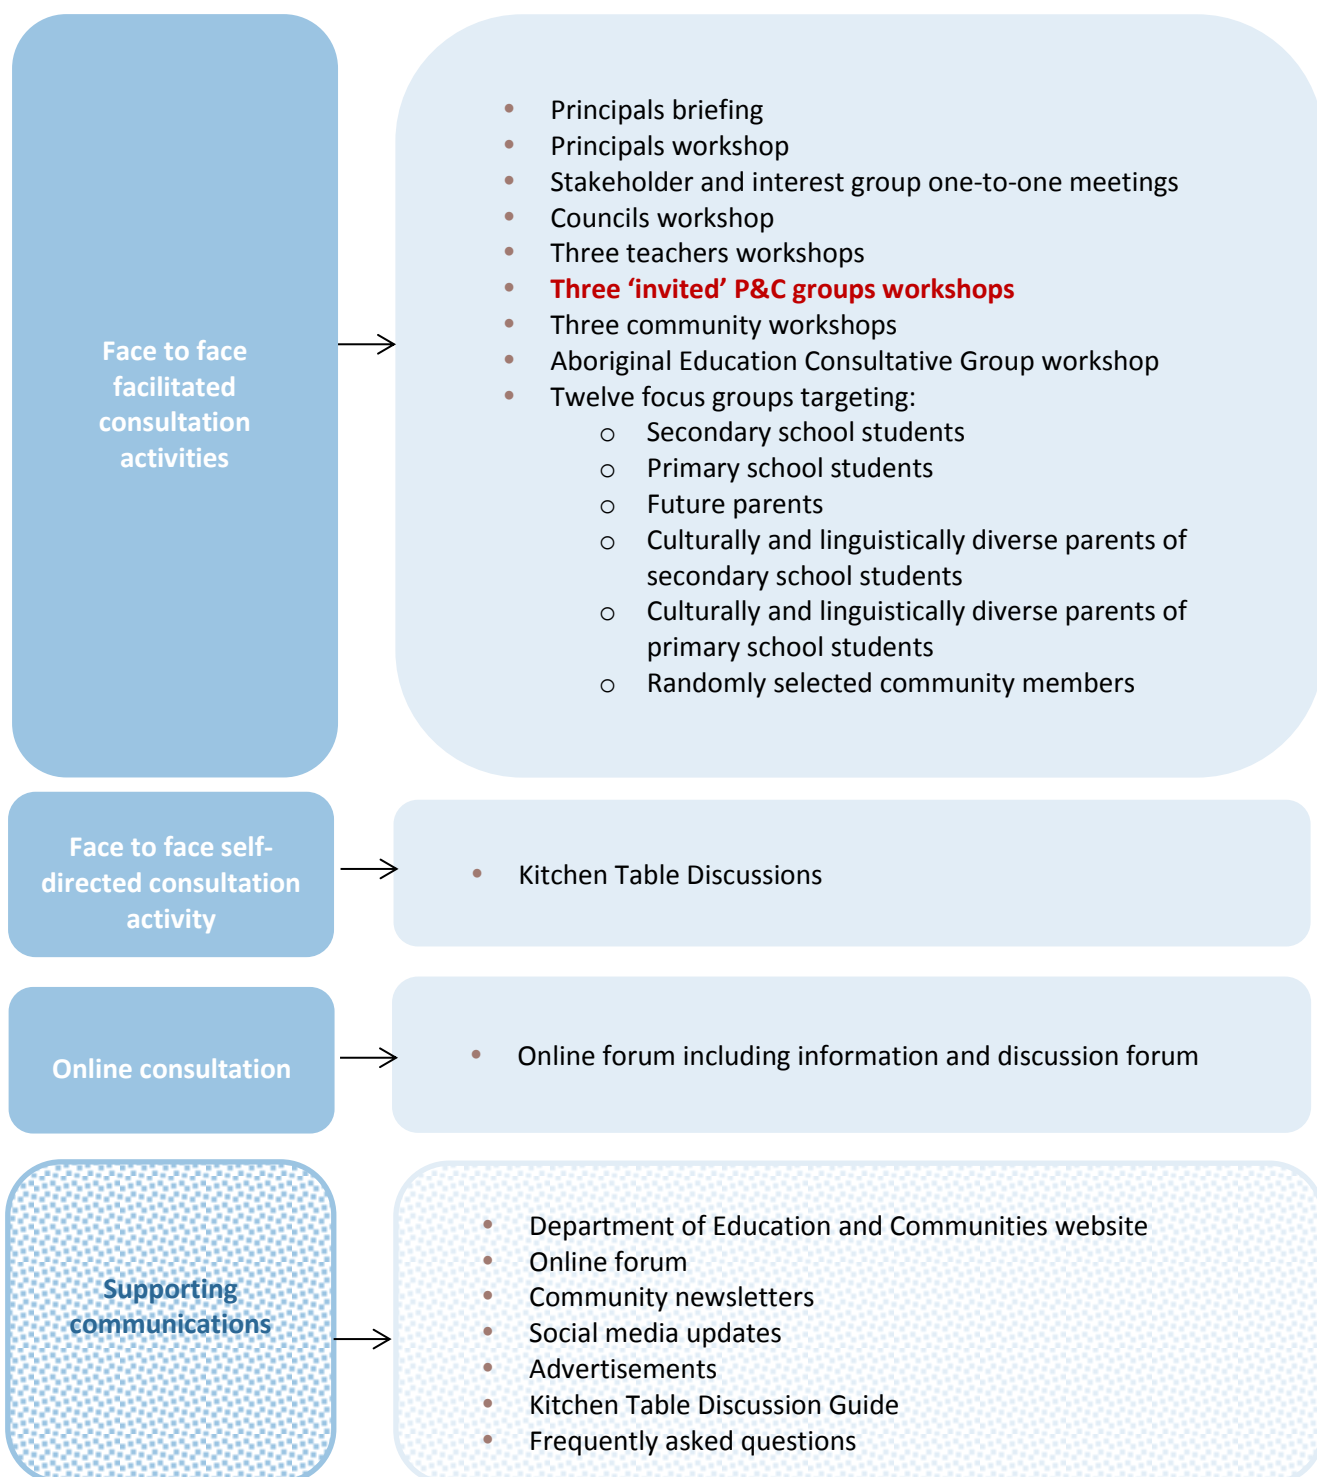 Face to face
facilitated
consultation
activities
• Principals briefing
• Principals workshop
• Stakeholder and interest group one-to-one meetings
• Councils workshop
• Three teachers workshops
• Three ‘invited’ P&C groups workshops
• Three community workshops
• Aboriginal Education Consultative Group workshop
• Twelve focus groups targeting:
o Secondary school students
o Primary school students
o Future parents
o Culturally and linguistically diverse parents of
secondary school students
o Culturally and linguistically diverse parents of
primary school students
o Randomly selected community members
Face to face self-
directed consultation
activity
• Kitchen Table Discussions
Online consultation
• Online forum including information and discussion forum
Supporting
communications
• Department of Education and Communities website
• Online forum
• Community newsletters
• Social media updates
• Advertisements
• Kitchen Table Discussion Guide
• Frequently asked questions